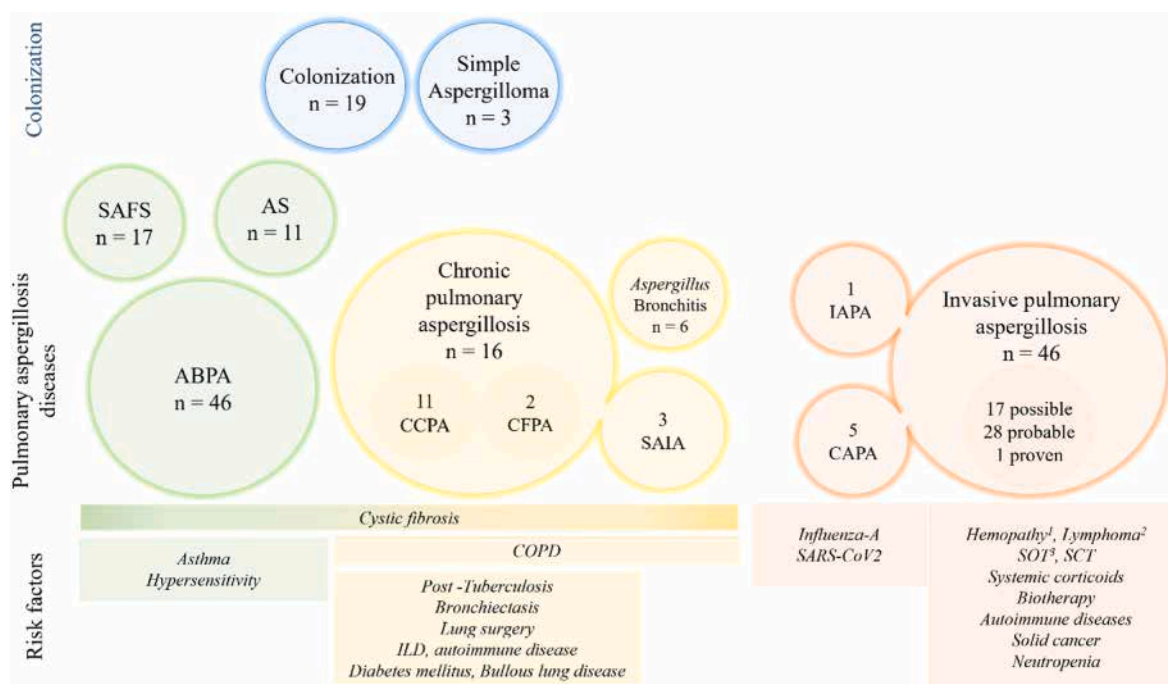 Colonization
Colonization
n = 19
Simple
Aspergilloma
n = 3
Pulmonary aspergillosis
diseases
SAFS
n = 17
AS
n = 11
ABPA
n = 46
Chronic
pulmonary
aspergillosis
n = 16
11
CCPA
2
CFPA
Aspergillus
Bronchitis
n = 6
3
SAIA
1
IAPA
5
CAPA
Invasive pulmonary
aspergillosis
n = 46
17 possible
28 probable
1 proven
Risk factors
Cystic fibrosis
Asthma
Hypersensitivity
COPD
Post -Tuberculosis
Bronchiectasis
Lung surgery
ILD, autoimmune disease
Diabetes mellitus, Bullous lung disease
Influenza-A
SARS-CoV2
Hemopathy¹, Lymphoma²
SOT³, SCT
Systemic corticoids
Biotherapy
Autoimmune diseases
Solid cancer
Neutropenia